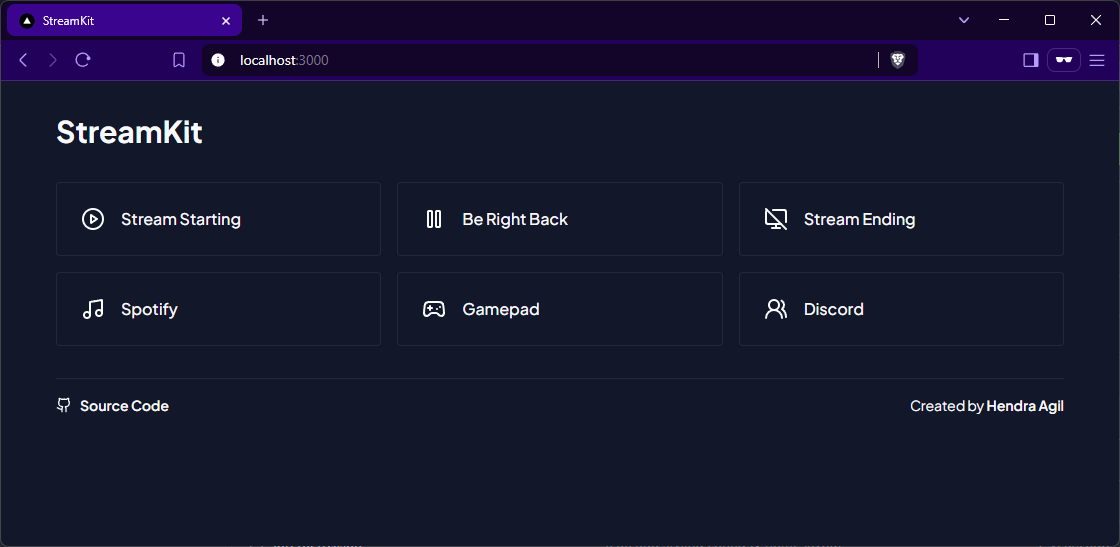 StreamKit
localhost:3000
StreamKit
Stream Starting
Be Right Back
Stream Ending
Spotify
Gamepad
Discord
Source Code
Created by Hendra Agil